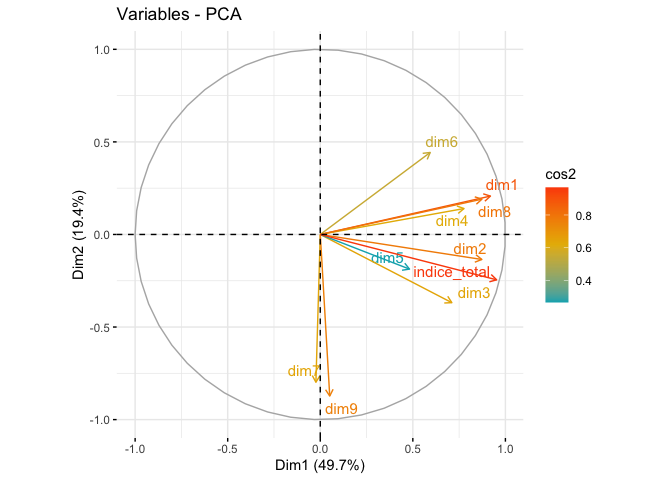 Variables - PCA
1.0
0.5
0.0
-0.5
-1.0
Dim2 (19.4%)
dim6
dim1
dim8
dim4
dim2
dim5
indice_total
dim3
dim7
dim9
-1.0
-0.5
0.0
0.5
1.0
Dim1 (49.7%)
cos2
0.8
0.6
0.4